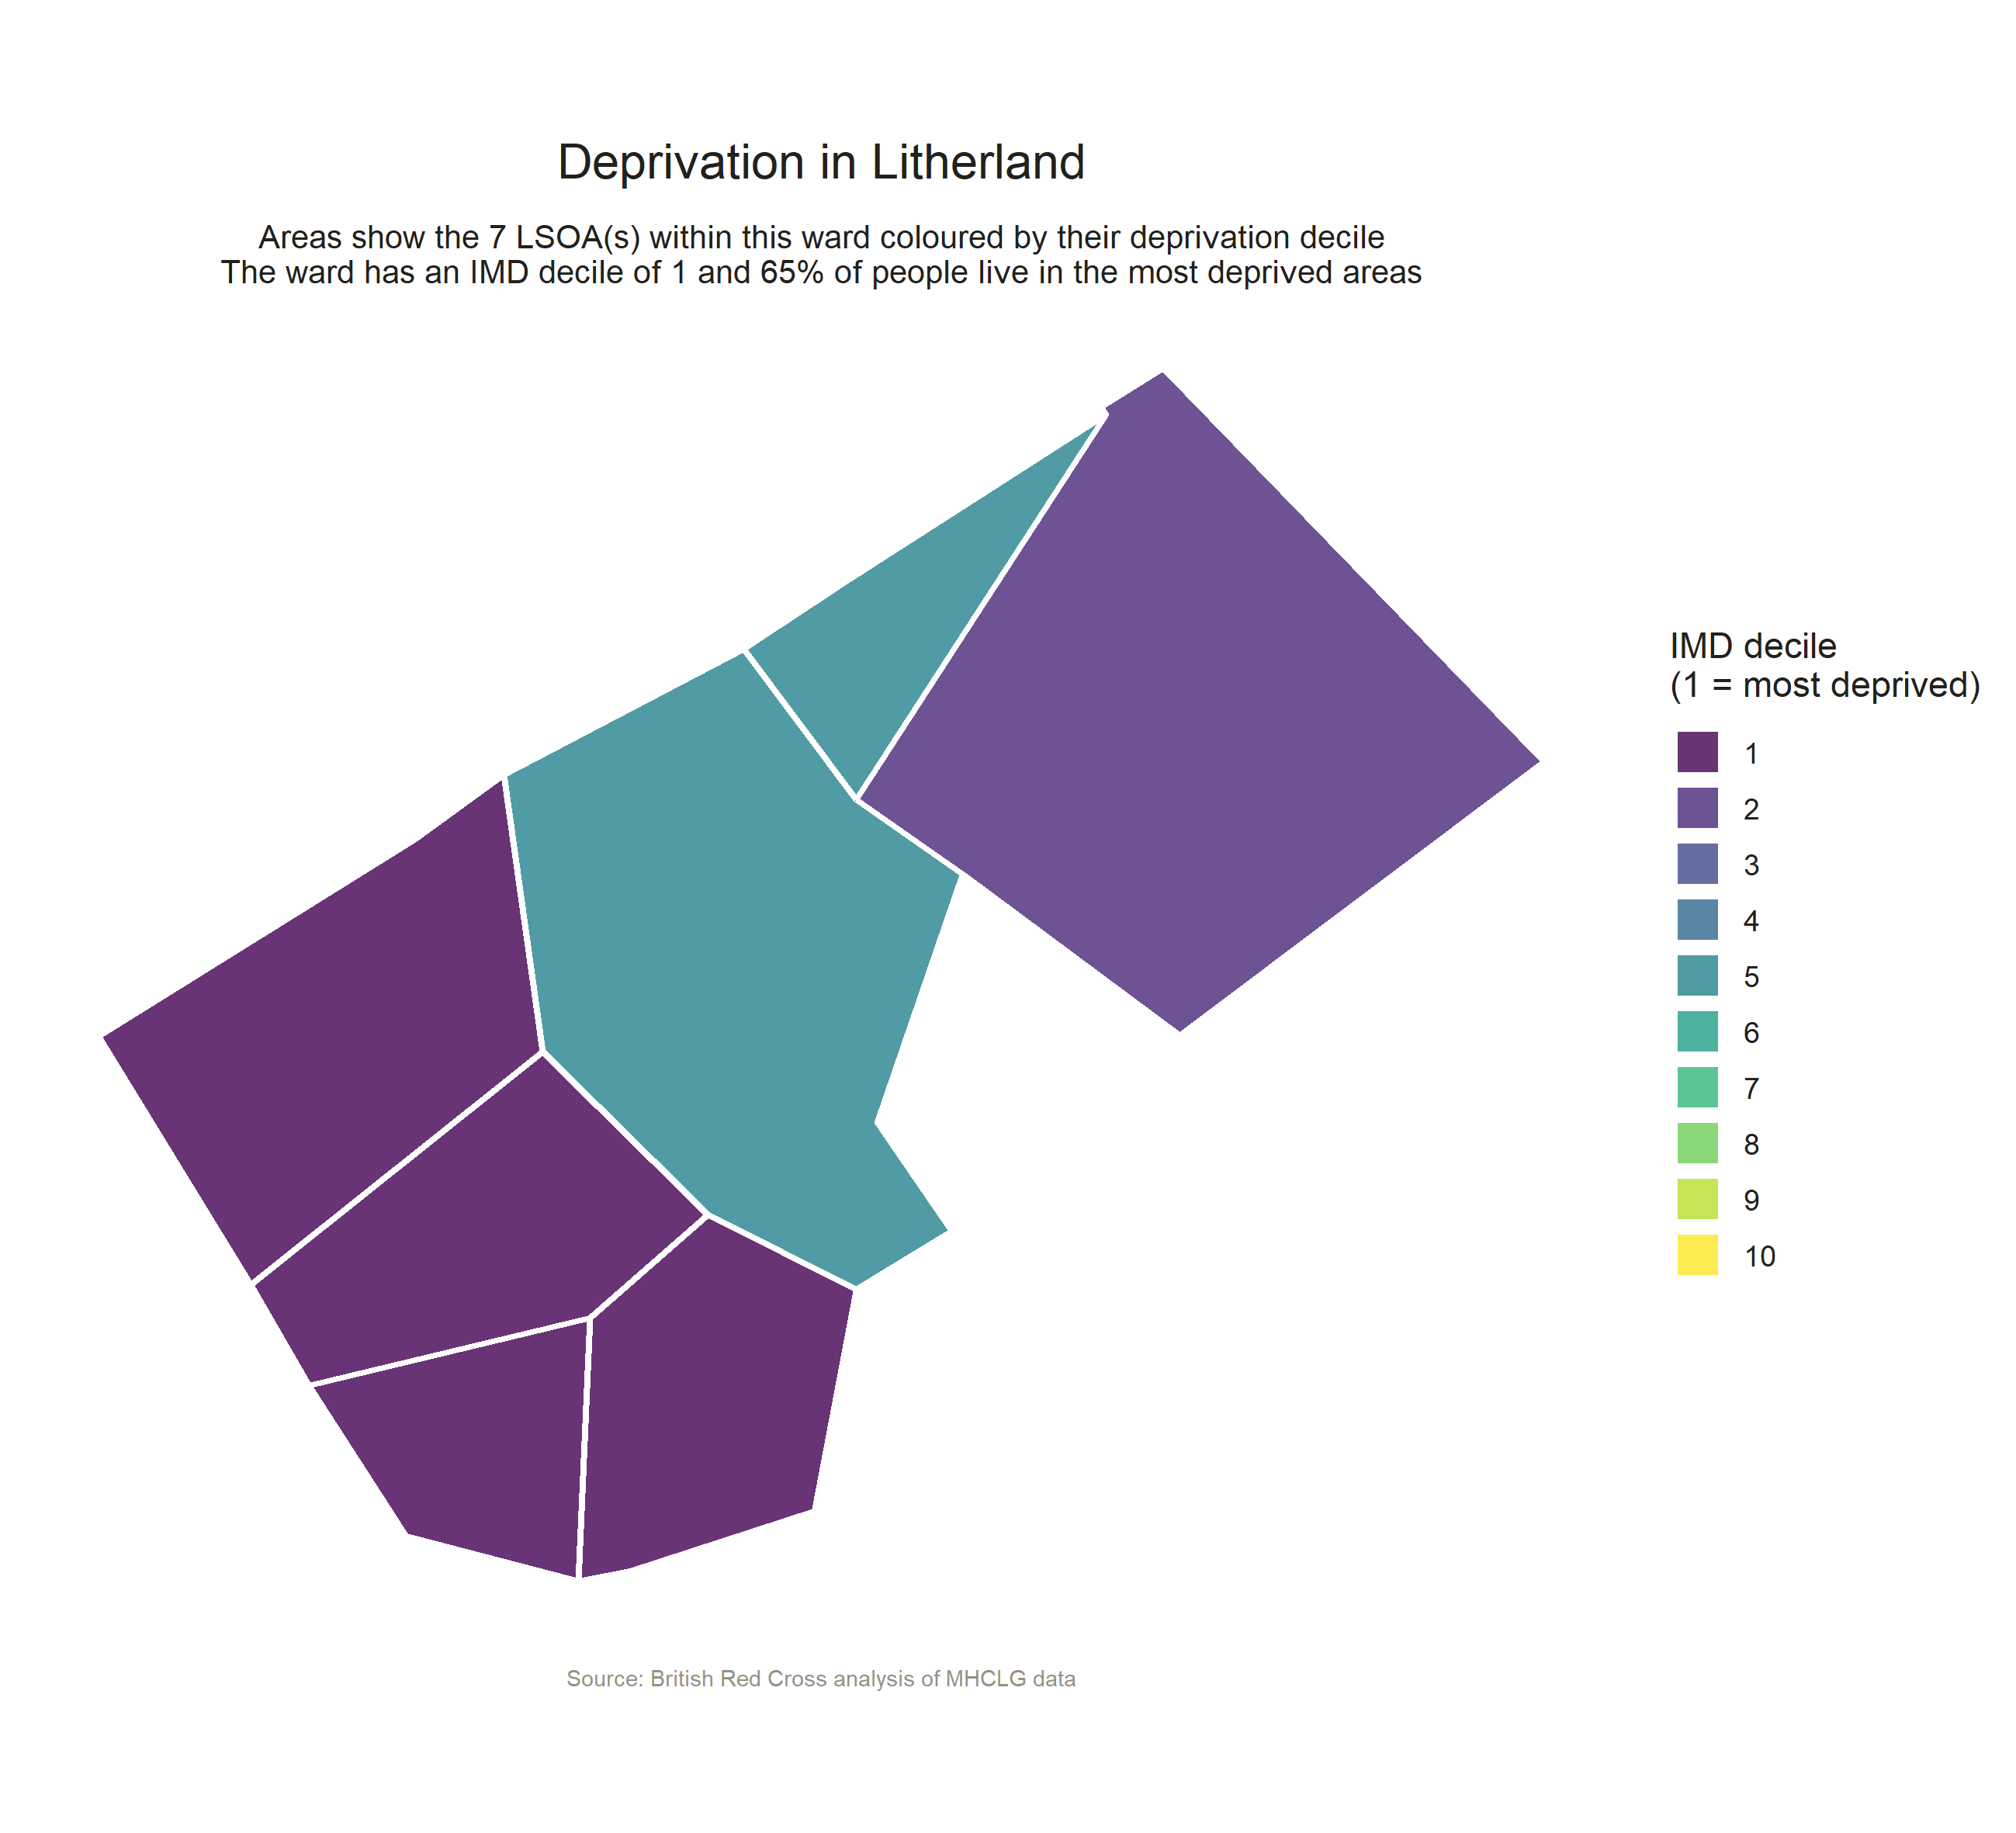 Deprivation in Litherland
Areas show the 7 LSOA(s) within this ward coloured by their deprivation decile
The ward has an IMD decile of 1 and 65% of people live in the most deprived areas
IMD decile
(1 = most deprived)
1
2
3
4
5
6
7
8
9
10
Source: British Red Cross analysis of MHCLG data